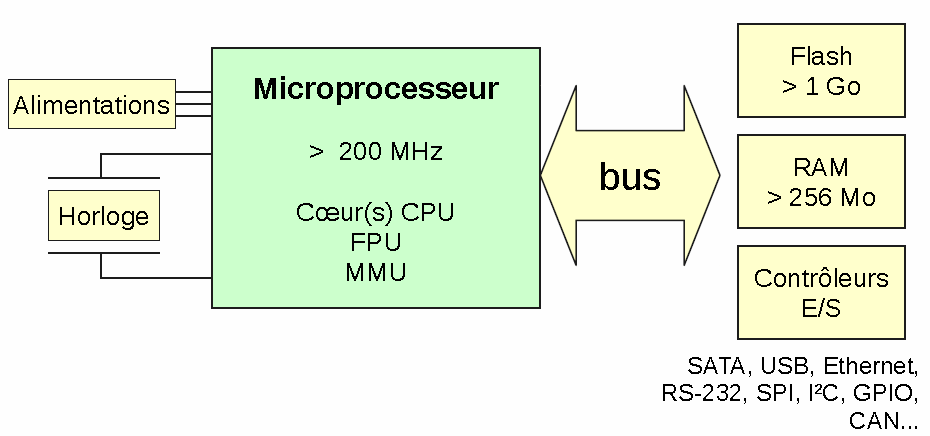 Alimentations
Horloge
Microprocesseur
> 200 MHz
Cœur(s) CPU
FPU
MMU
bus
Flash
> 1 Go
RAM
> 256 Mo
Contrôleurs
E/S
SATA, USB, Ethernet,
RS-232, SPI, I²C, GPIO,
CAN...